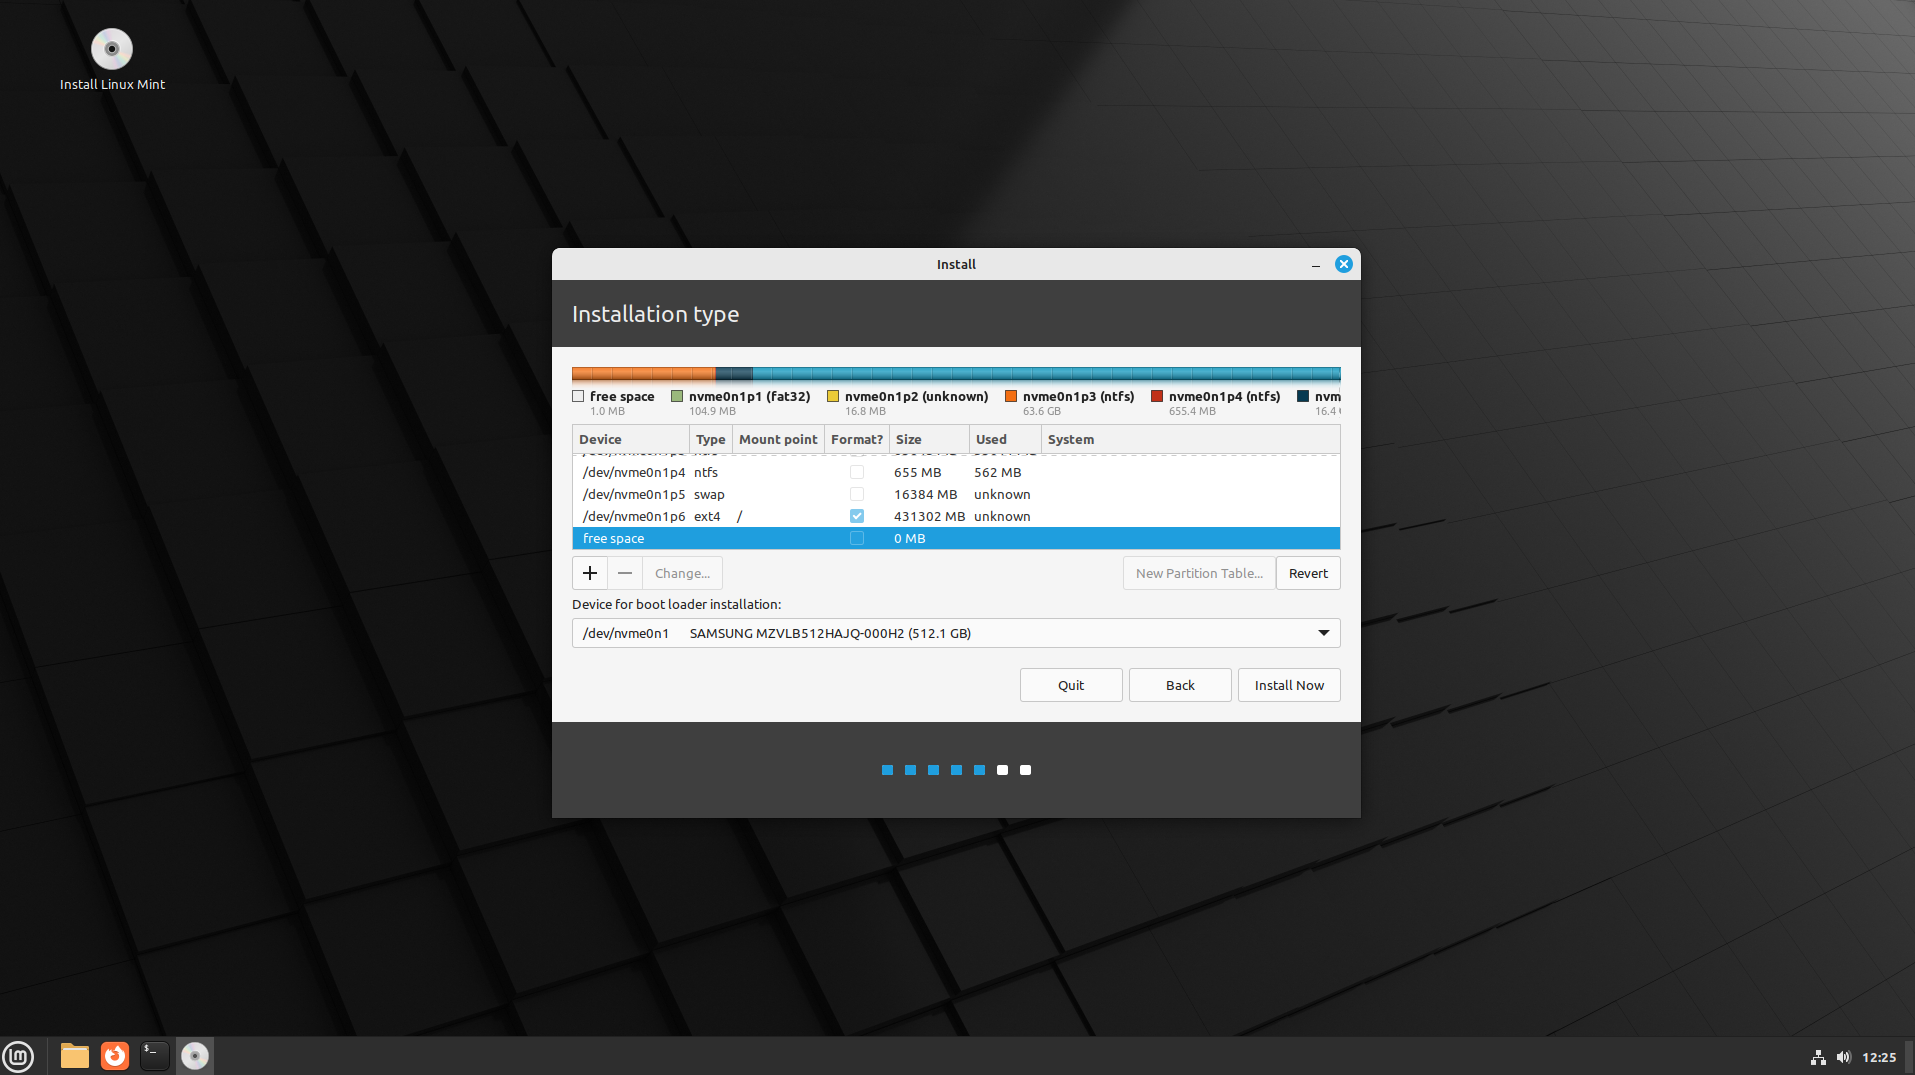 Install Linux Mint
Install
Installation type
free space nvme0n1p1 (fat32) nvme0n1p2 (unknown) nvme0n1p3 (ntfs) nvme0n1p4 (ntfs) nvm
1.0 MB 104.9 MB 16.8 MB 63.6 GB 655.4 MB 16.4
Device Type Mount point Format? Size Used System
/dev/nvme0n1p4 ntfs 655 MB 562 MB
/dev/nvme0n1p5 swap 16384 MB unknown
/dev/nvme0n1p6 ext4 / 431302 MB unknown
free space 0 MB
+ − Change... New Partition Table... Revert
Device for boot loader installation:
/dev/nvme0n1 SAMSUNG MZVLB512HAJQ-000H2 (512.1 GB)
Quit Back Install Now
12:25